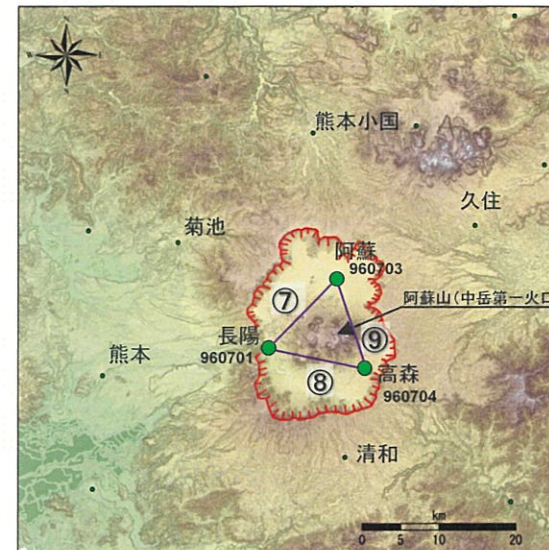 N
W
E
S
熊本小国
久住
菊池
阿蘇
960703
阿蘇山(中岳第一火口
⑦
長陽
960701
⑨
熊本
⑧
高森
960704
清和
km
0 5 10 20